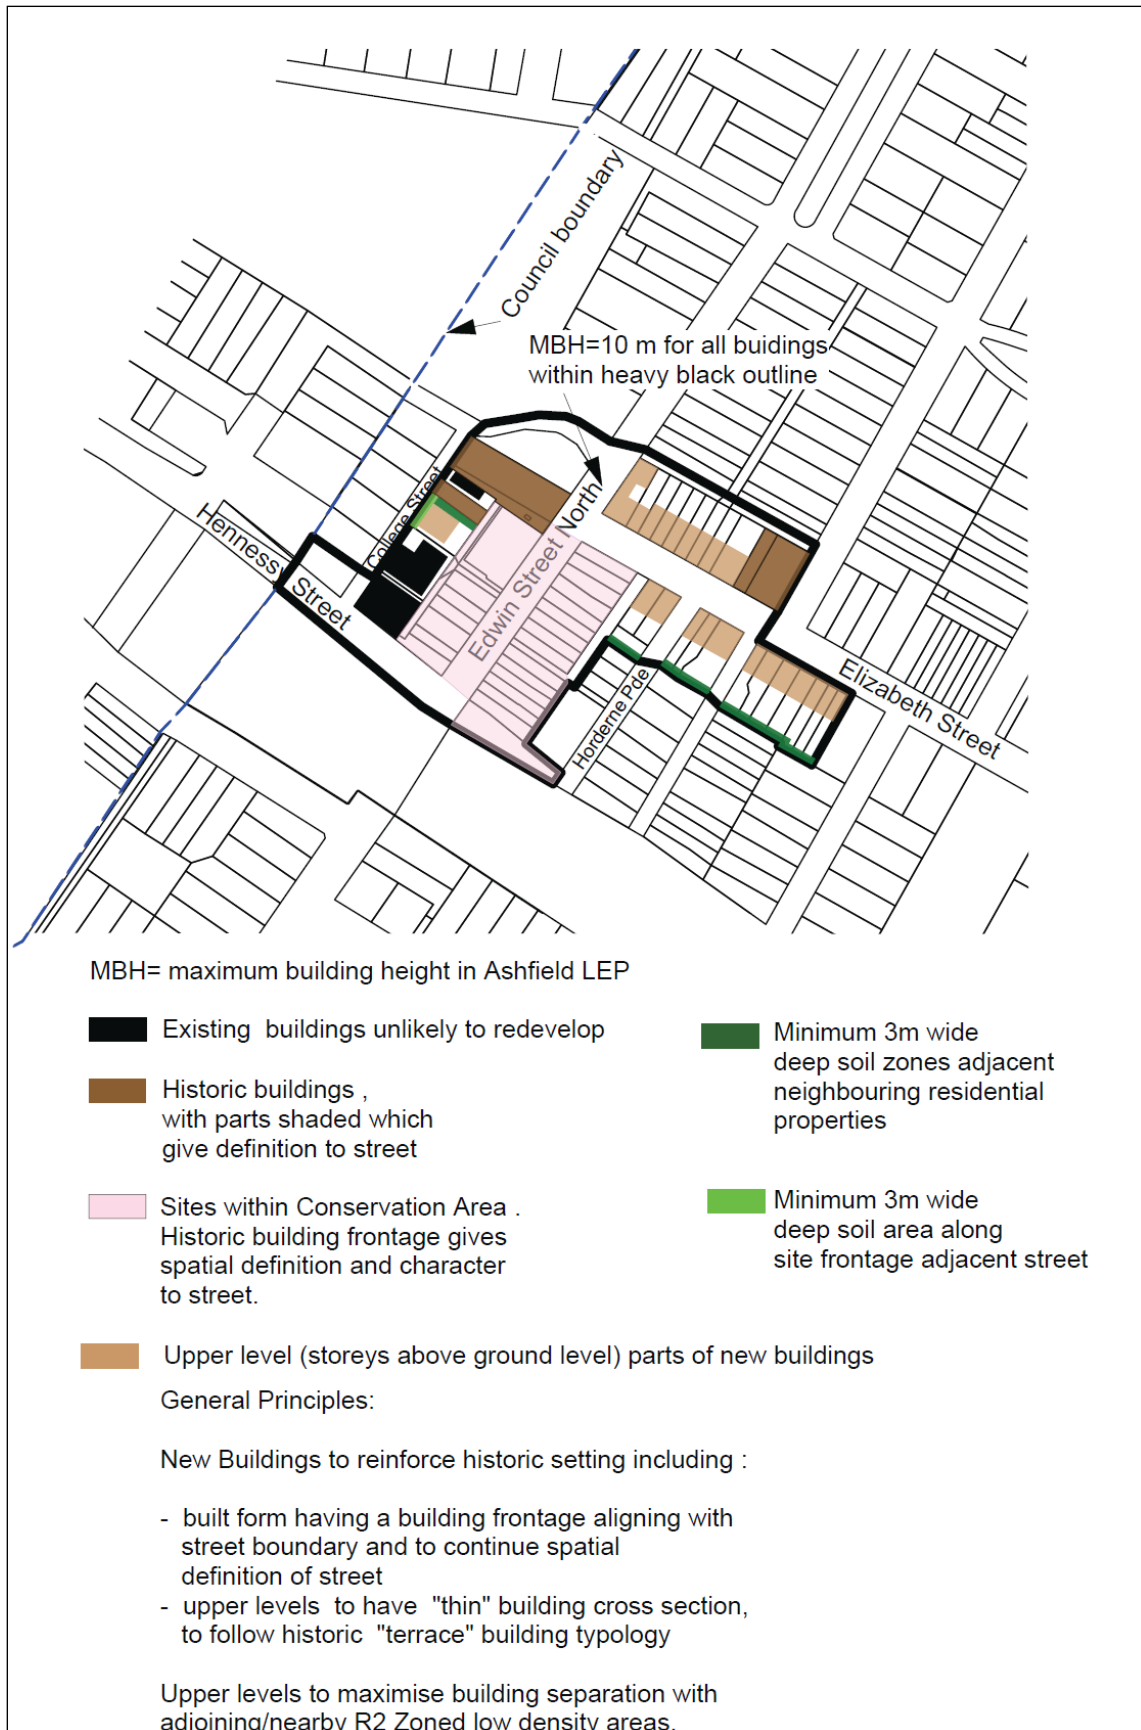 Council boundary
MBH=10 m for all buidings
within heavy black outline
College Street
Hennessy Street
Edwin Street North
Horderne Pde
Elizabeth Street
MBH= maximum building height in Ashfield LEP
Existing buildings unlikely to redevelop
Historic buildings ,
with parts shaded which
give definition to street
Sites within Conservation Area .
Historic building frontage gives
spatial definition and character
to street.
Minimum 3m wide
deep soil zones adjacent
neighbouring residential
properties
Minimum 3m wide
deep soil area along
site frontage adjacent street
Upper level (storeys above ground level) parts of new buildings
General Principles:
New Buildings to reinforce historic setting including :
- built form having a building frontage aligning with
street boundary and to continue spatial
definition of street
- upper levels to have "thin" building cross section,
to follow historic "terrace" building typology
Upper levels to maximise building separation with
adjoining/nearby R2 Zoned low density areas.